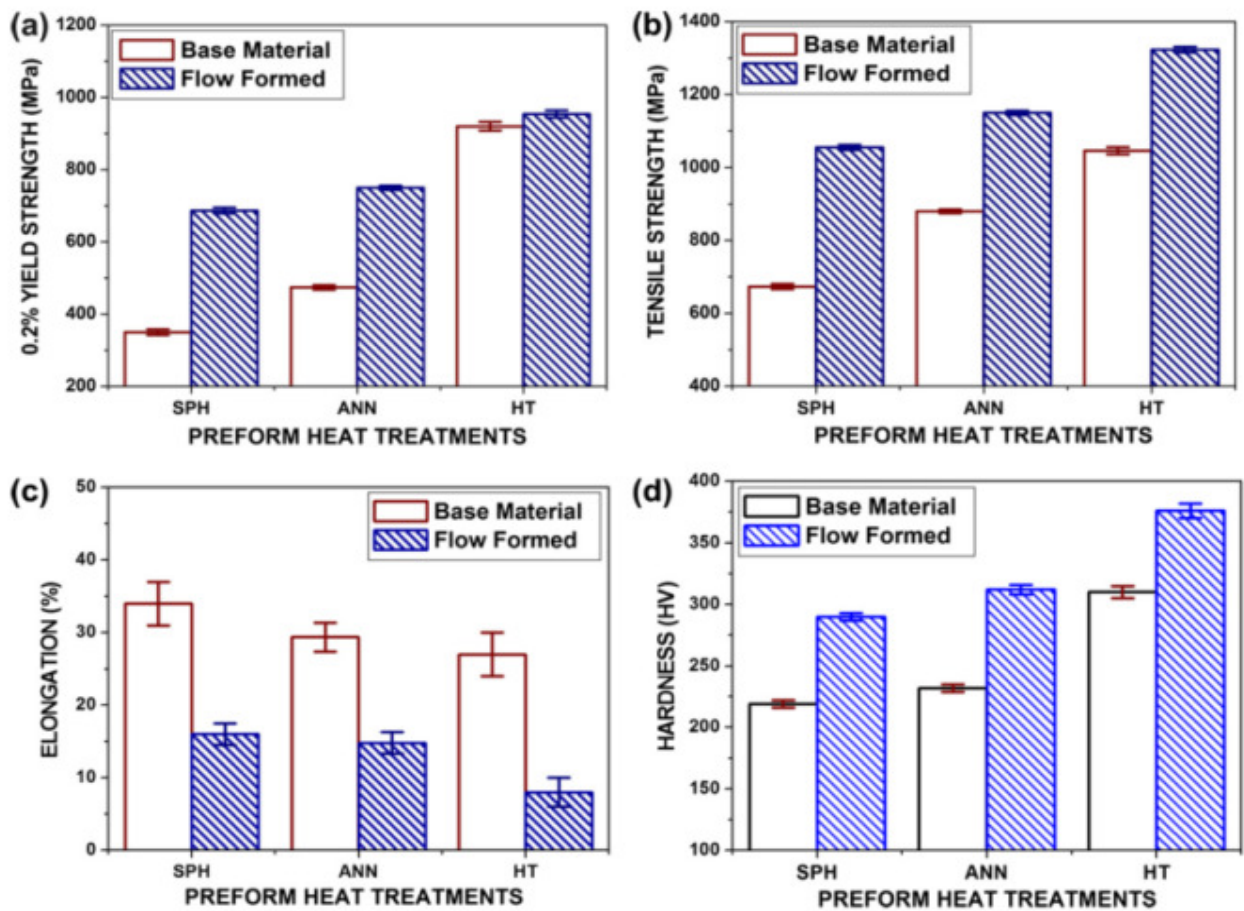 (a)
1200
1000
800
600
400
200
0.2% YIELD STRENGTH (MPa)
Base Material
Flow Formed
SPH ANN HT
PREFORM HEAT TREATMENTS
(b)
1400
1200
1000
800
600
400
TENSILE STRENGTH (MPa)
Base Material
Flow Formed
SPH ANN HT
PREFORM HEAT TREATMENTS
(c)
50
40
30
20
10
0
ELONGATION (%)
Base Material
Flow Formed
SPH ANN HT
PREFORM HEAT TREATMENTS
(d)
400
350
300
250
200
150
100
HARDNESS (HV)
Base Material
Flow Formed
SPH ANN HT
PREFORM HEAT TREATMENTS